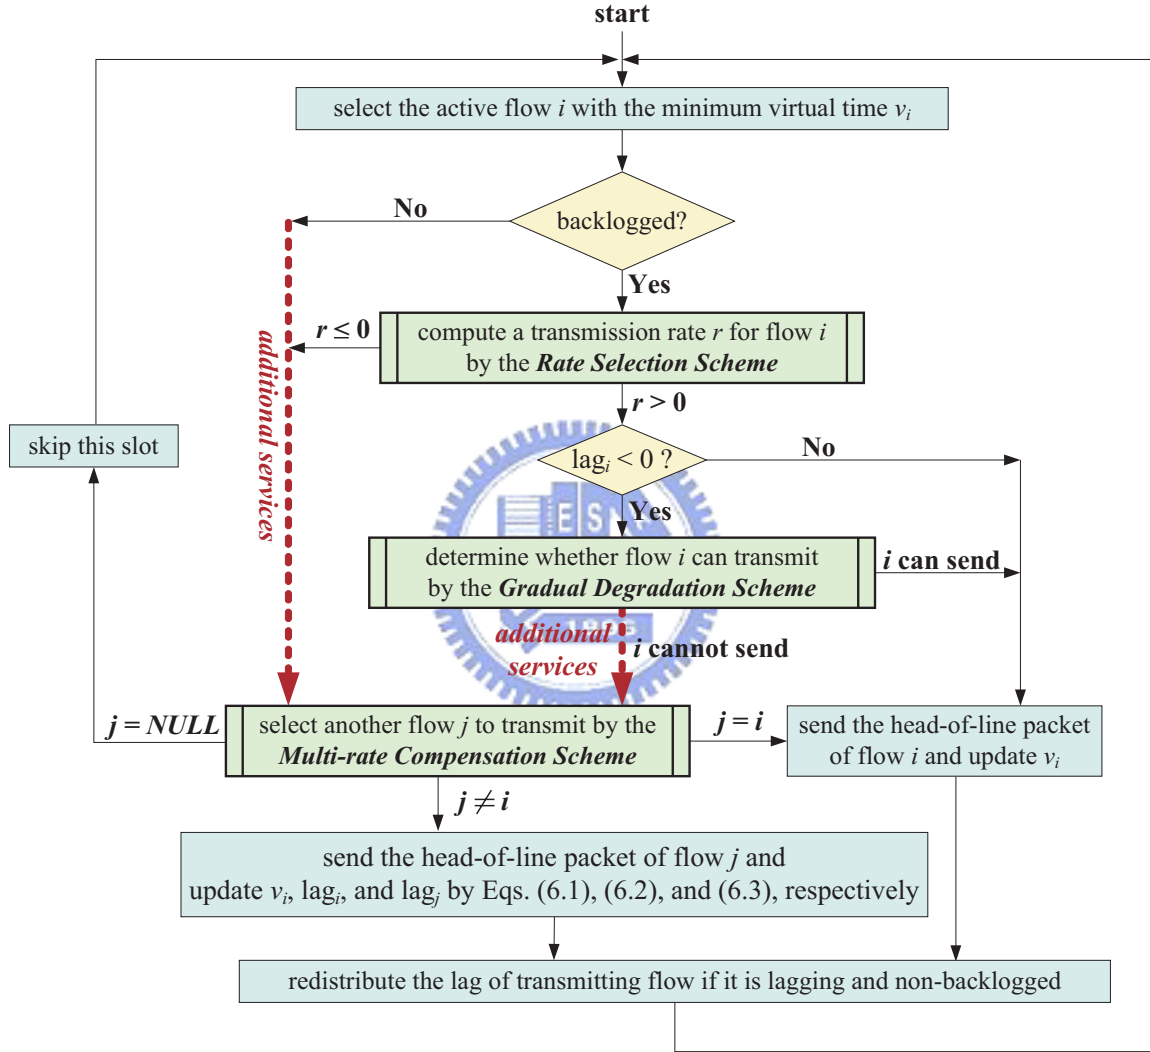 start
select the active flow i with the minimum virtual time vᵢ
No
backlogged?
Yes
r ≤ 0
compute a transmission rate r for flow i
by the Rate Selection Scheme
additional services
r > 0
skip this slot
lagᵢ < 0 ?
No
ES
Yes
determine whether flow i can transmit
by the Gradual Degradation Scheme
i can send
1896
additional
services
i cannot send
j = NULL
select another flow j to transmit by the
Multi-rate Compensation Scheme
j = i
send the head-of-line packet
of flow i and update vᵢ
j ≠ i
send the head-of-line packet of flow j and
update vᵢ, lagᵢ, and lagⱼ by Eqs. (6.1), (6.2), and (6.3), respectively
redistribute the lag of transmitting flow if it is lagging and non-backlogged